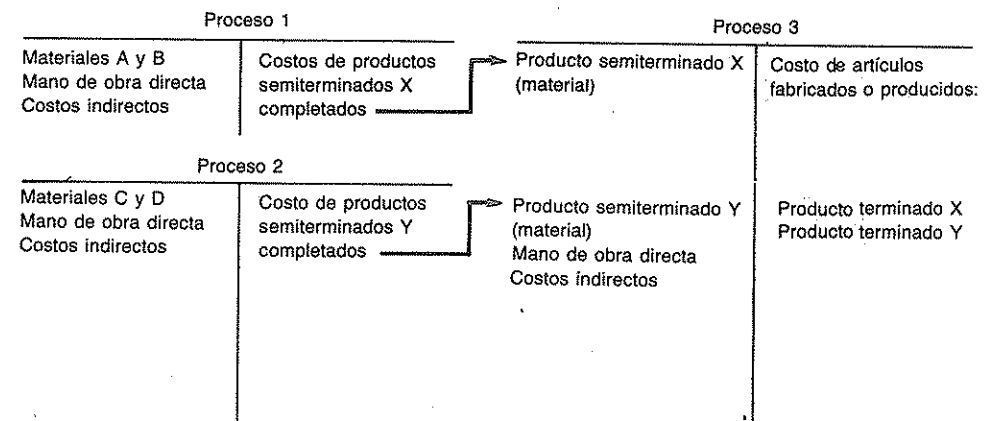 Proceso 1
Materiales A y B
Mano de obra directa
Costos indirectos
Costos de productos
semiterminados X
completados
Proceso 2
Materiales C y D
Mano de obra directa
Costos indirectos
Costo de productos
semiterminados Y
completados
Proceso 3
Producto semiterminado X
(material)
Producto semiterminado Y
(material)
Mano de obra directa
Costos indirectos
Costo de artículos
fabricados o producidos:
Producto terminado X
Producto terminado Y